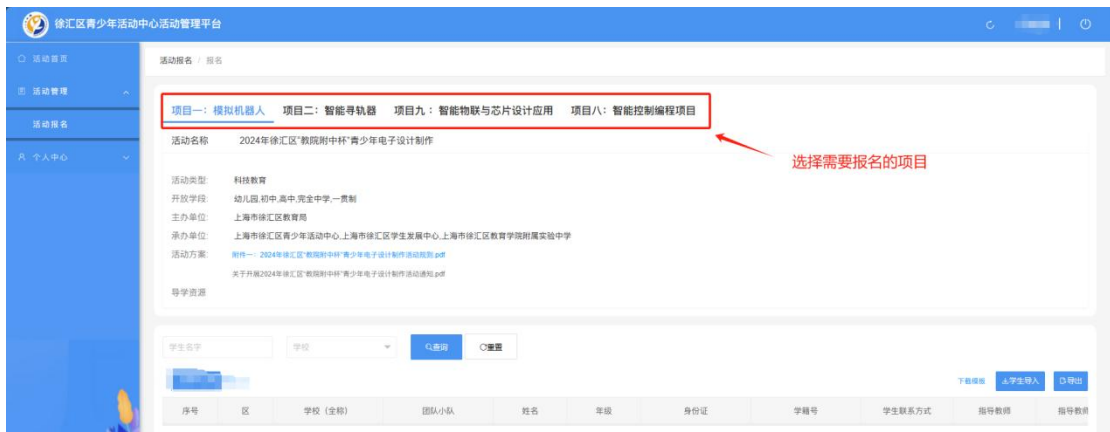 徐汇区青少年活动中心活动管理平台
活动首页
活动管理
活动报名
个人中心
活动报名 / 报名
项目一：模拟机器人 项目二：智能寻轨器 项目九：智能物联与芯片设计应用 项目八：智能控制编程项目
选择需要报名的项目
活动名称 2024年徐汇区“教院附中杯”青少年电子设计制作
活动类型: 科技教育
开放学段: 幼儿园,初中,高中,完全中学,一贯制
主办单位: 上海市徐汇区教育局
承办单位: 上海市徐汇区青少年活动中心,上海市徐汇区学生发展中心,上海市徐汇区教育学院附属实验中学
活动方案: 附件一：2024年徐汇区“教院附中杯”青少年电子设计制作活动规则.pdf
关于开展2024年徐汇区“教院附中杯”青少年电子设计制作活动通知.pdf
导学资源
学生名字 学校 查询 重置
下载模板 学生导入 导出
序号 区 学校（全称） 团队小队 姓名 年级 身份证 学籍号 学生联系方式 指导教师 指导教师